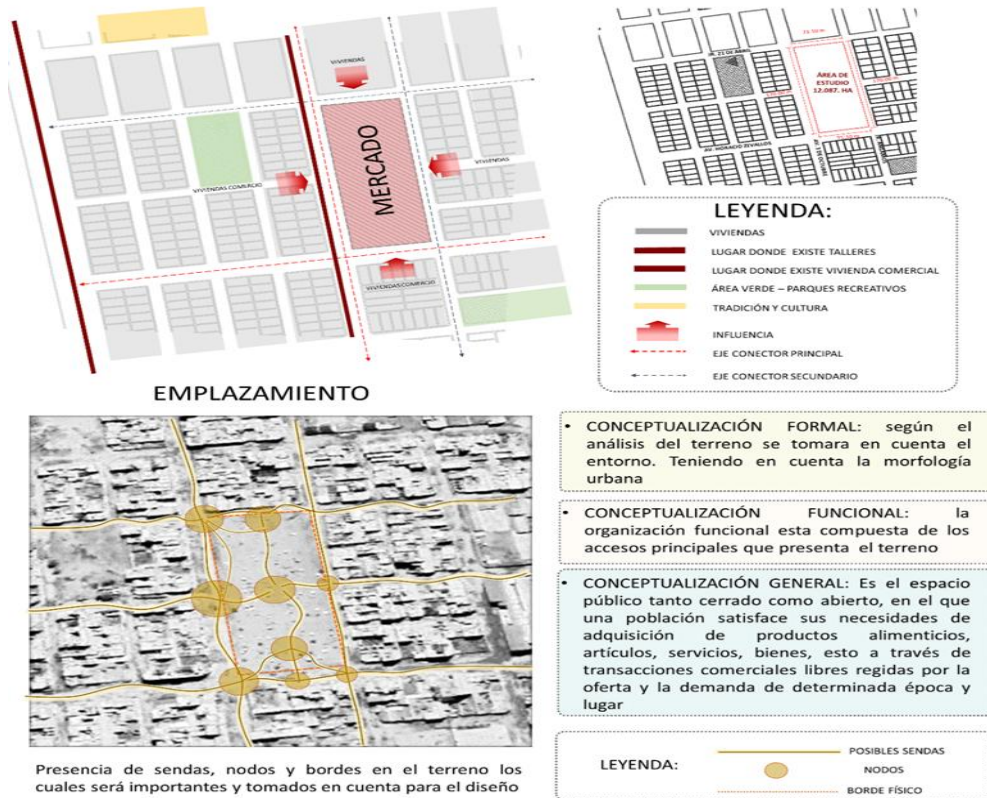 VIVIENDAS
VIVIENDAS
VIVIENDAS COMERCIO
MERCADO
VIVIENDAS COMERCIO
JR. 21 DE ABRIL
ÁREA DE
ESTUDIO
12.087. HA
AV. HORACIO ZEVALLOS
LEYENDA:
VIVIENDAS
LUGAR DONDE EXISTE TALLERES
LUGAR DONDE EXISTE VIVIENDA COMERCIAL
ÁREA VERDE – PARQUES RECREATIVOS
TRADICIÓN Y CULTURA
INFLUENCIA
EJE CONECTOR PRINCIPAL
EJE CONECTOR SECUNDARIO
EMPLAZAMIENTO
• CONCEPTUALIZACIÓN FORMAL: según el
análisis del terreno se tomara en cuenta el
entorno. Teniendo en cuenta la morfología
urbana
• CONCEPTUALIZACIÓN FUNCIONAL: la
organización funcional esta compuesta de los
accesos principales que presenta el terreno
• CONCEPTUALIZACIÓN GENERAL: Es el espacio
público tanto cerrado como abierto, en el que
una población satisface sus necesidades de
adquisición de productos alimenticios,
artículos, servicios, bienes, esto a través de
transacciones comerciales libres regidas por la
oferta y la demanda de determinada época y
lugar
Presencia de sendas, nodos y bordes en el terreno los
cuales será importantes y tomados en cuenta para el diseño
LEYENDA:
POSIBLES SENDAS
NODOS
BORDE FÍSICO